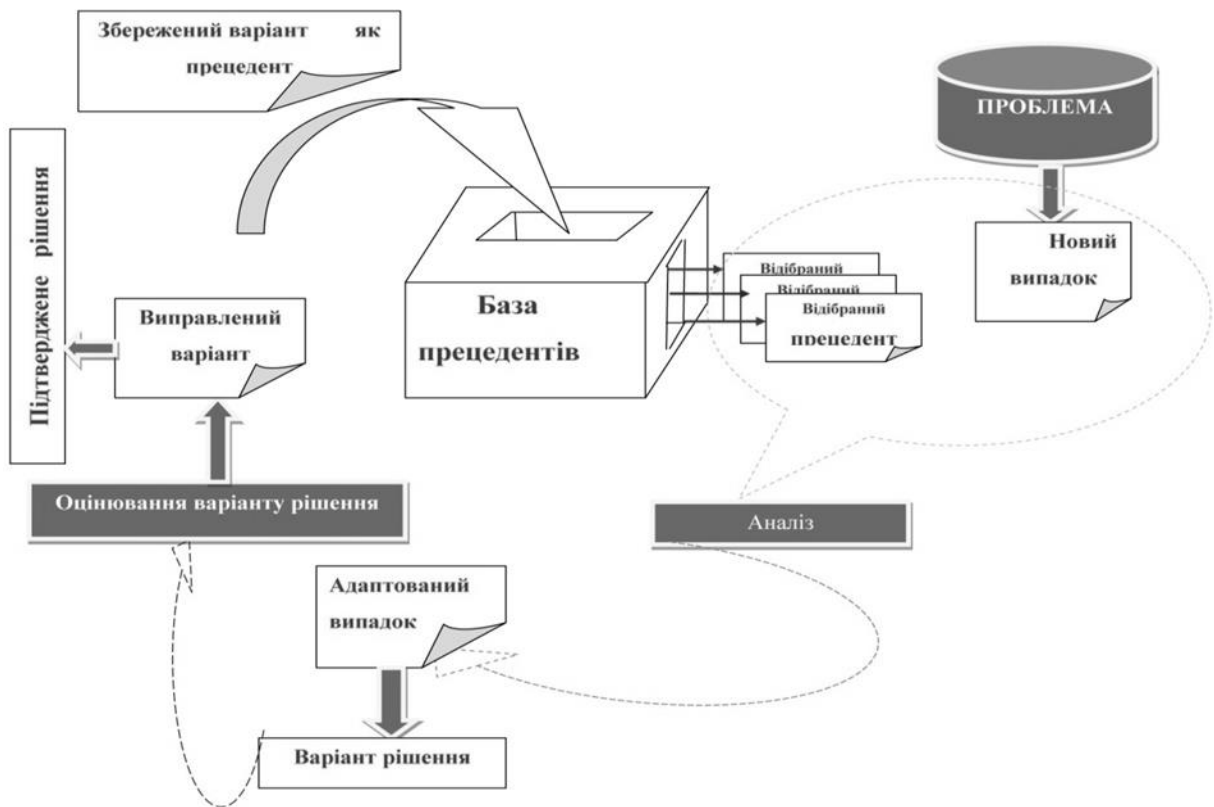 Збережений варіант як
прецедент
ПРОБЛЕМА
Новий
випадок
Відібраний
Відібраний
Відібраний
прецедент
База
прецедентів
Підтверджене рішення
Виправлений
варіант
Оцінювання варіанту рішення
Аналіз
Адаптований
випадок
Варіант рішення